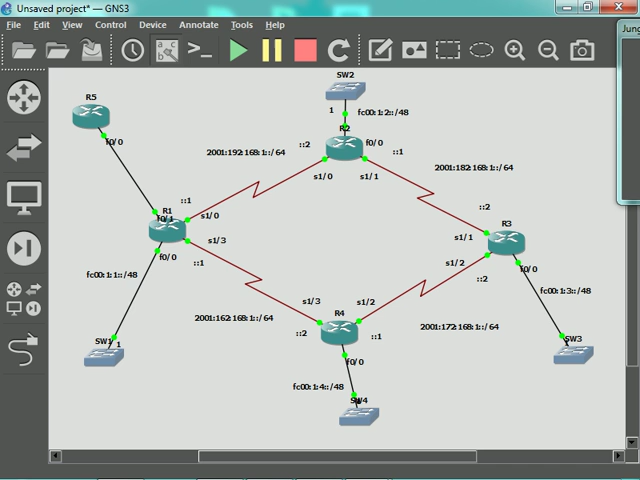 Unsaved project* — GNS3
File Edit View Control Device Annotate Tools Help
Jung
SW2
R5
1
fc00:1:2::/48
R2
f0/0
f0/0
2001:192:168:1::/64
::2
::1
2001:182:168:1::/64
s1/0
s1/1
::1
::2
R1
f0/1
s1/0
R3
s1/3
s1/1
f0/0
::1
s1/2
f0/0
fc00:1:1::/48
::2
fc00:1:3::/48
s1/3
s1/2
2001:162:168:1::/64
R4
2001:172:168:1::/64
::2
::1
SW1
1
SW3
f0/0
fc00:1:4::/48
SW4